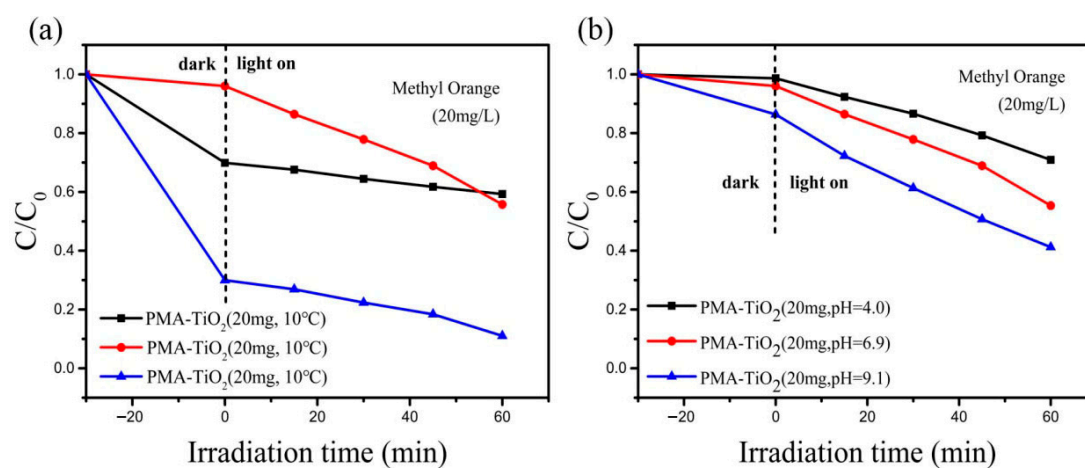 (a)
dark light on
Methyl Orange
(20mg/L)
C/C0
1.0
0.8
0.6
0.4
0.2
0.0
PMA-TiO2(20mg, 10℃)
PMA-TiO2(20mg, 10℃)
PMA-TiO2(20mg, 10℃)
−20 0 20 40 60
Irradiation time (min)
(b)
Methyl Orange
(20mg/L)
dark light on
C/C0
1.0
0.8
0.6
0.4
0.2
0.0
PMA-TiO2(20mg,pH=4.0)
PMA-TiO2(20mg,pH=6.9)
PMA-TiO2(20mg,pH=9.1)
−20 0 20 40 60
Irradiation time (min)